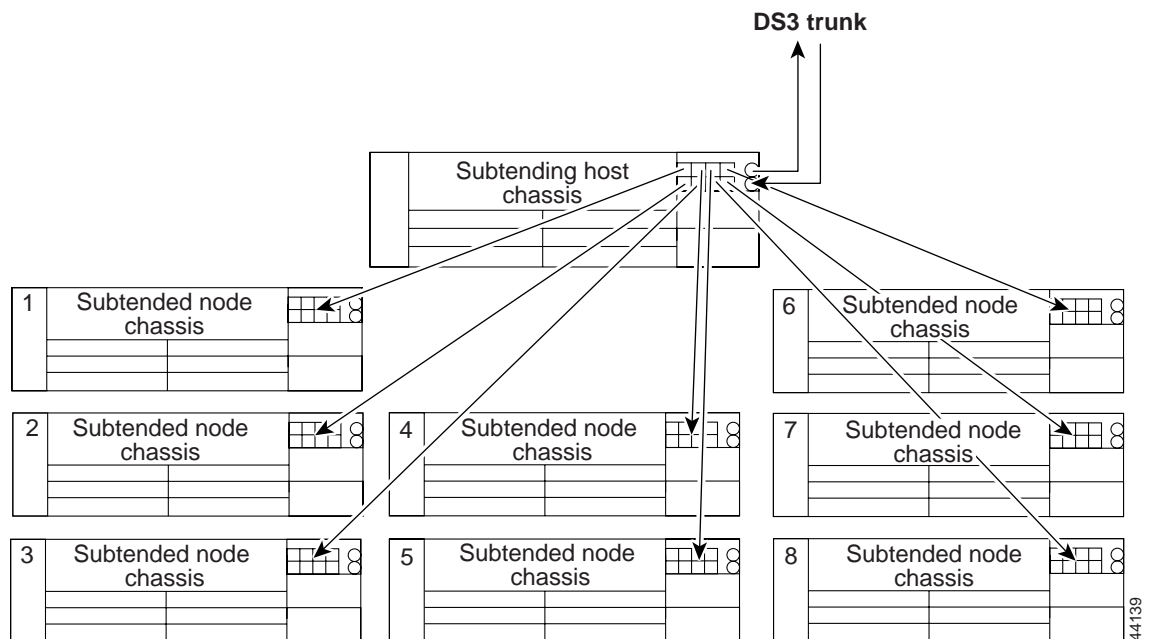 DS3 trunk
Subtending host
chassis
1
Subtended node
chassis
6
Subtended node
chassis
2
Subtended node
chassis
4
Subtended node
chassis
7
Subtended node
chassis
3
Subtended node
chassis
5
Subtended node
chassis
8
Subtended node
chassis
44139